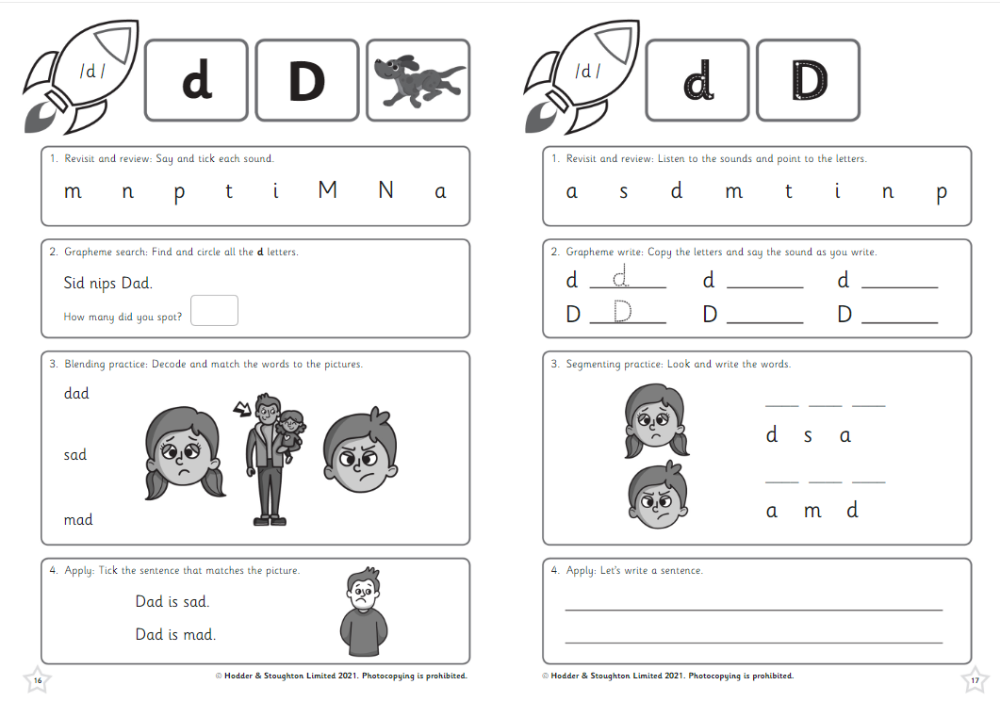 /d/
d
D
1. Revisit and review: Say and tick each sound.
m n p t i M N a
2. Grapheme search: Find and circle all the d letters.
Sid nips Dad.
How many did you spot?
3. Blending practice: Decode and match the words to the pictures.
dad
sad
mad
4. Apply: Tick the sentence that matches the picture.
Dad is sad.
Dad is mad.
16
© Hodder & Stoughton Limited 2021. Photocopying is prohibited.
/d/
d
D
1. Revisit and review: Listen to the sounds and point to the letters.
a s d m t i n p
2. Grapheme write: Copy the letters and say the sound as you write.
d d d d
D D D D
3. Segmenting practice: Look and write the words.
d s a
a m d
4. Apply: Let's write a sentence.
© Hodder & Stoughton Limited 2021. Photocopying is prohibited.
17